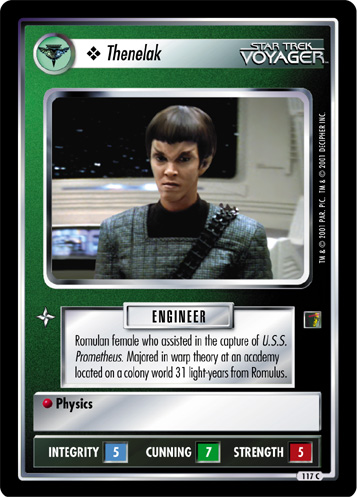 ❖ Thenelak
STAR TREK
VOYAGER™
TM & © 2001 PAR. PIC. TM & © 2001 DECIPHER INC.
ENGINEER
Romulan female who assisted in the capture of U.S.S.
Prometheus. Majored in warp theory at an academy
located on a colony world 31 light-years from Romulus.
Physics
INTEGRITY 5 CUNNING 7 STRENGTH 5
117 C